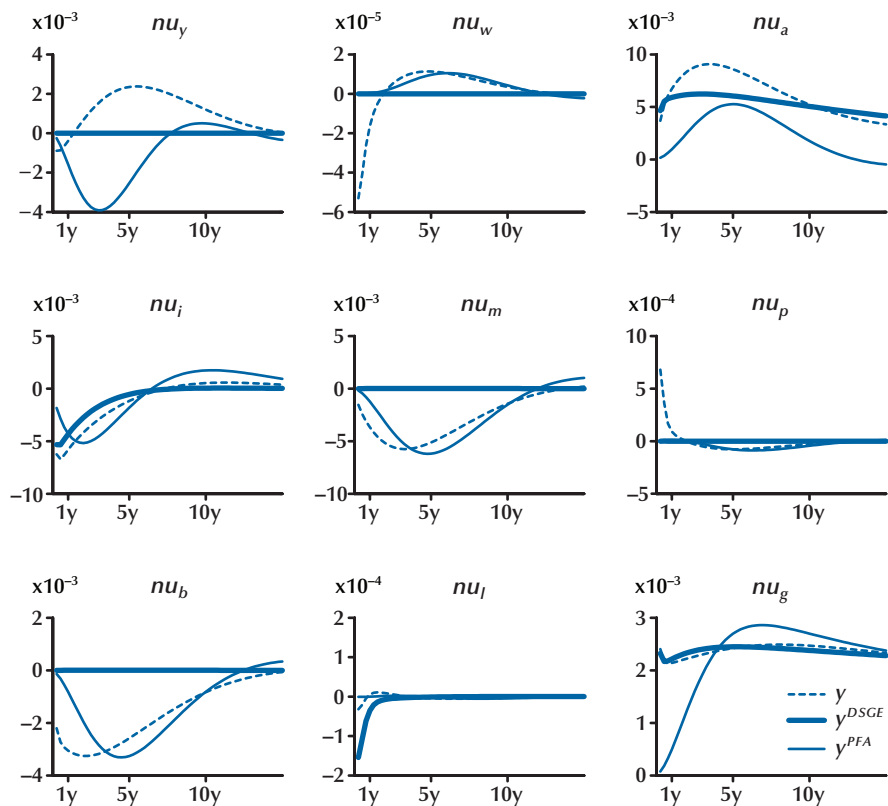 x10⁻³ nu_y
4
2
0
−2
−4
1y 5y 10y
x10⁻⁵ nu_w
2
0
−2
−4
−6
1y 5y 10y
x10⁻³ nu_a
10
5
0
−5
1y 5y 10y
x10⁻³ nu_i
5
0
−5
−10
1y 5y 10y
x10⁻³ nu_m
5
0
−5
−10
1y 5y 10y
x10⁻⁴ nu_p
10
5
0
−5
1y 5y 10y
x10⁻³ nu_b
2
0
−2
−4
1y 5y 10y
x10⁻⁴ nu_l
2
1
−0
−1
−2
1y 5y 10y
x10⁻³ nu_g
3
2
1
0
1y 5y 10y
y
y^DSGE
y^PFA